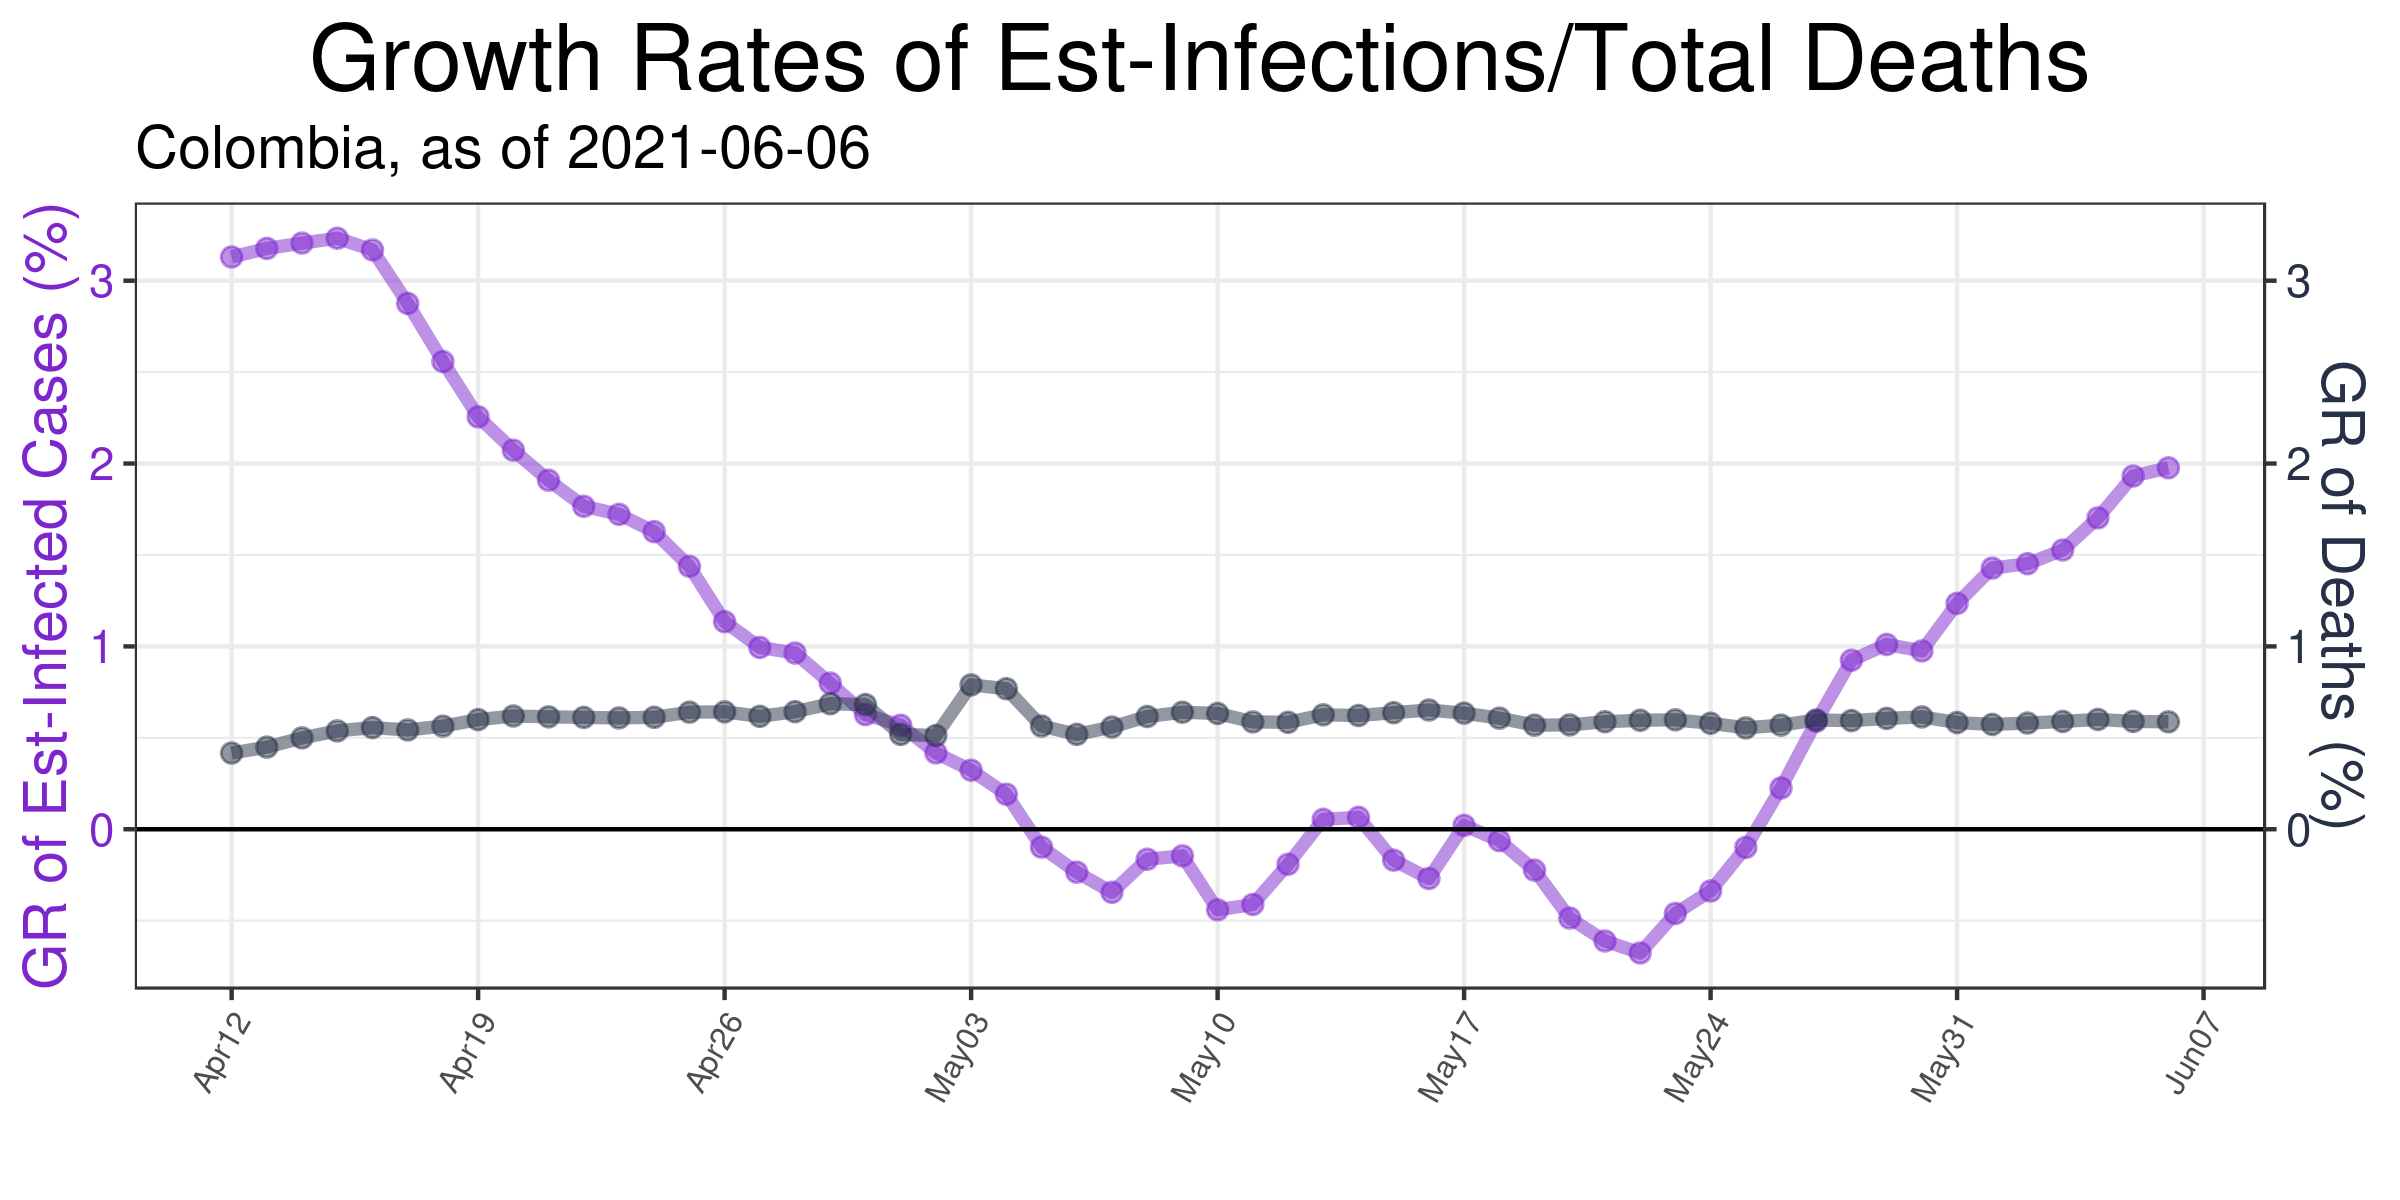 Growth Rates of Est-Infections/Total Deaths
Colombia, as of 2021-06-06
GR of Est-Infected Cases (%)
3
2
1
0
3
2
1
0
GR of Deaths (%)
Apr12
Apr19
Apr26
May03
May10
May17
May24
May31
Jun07